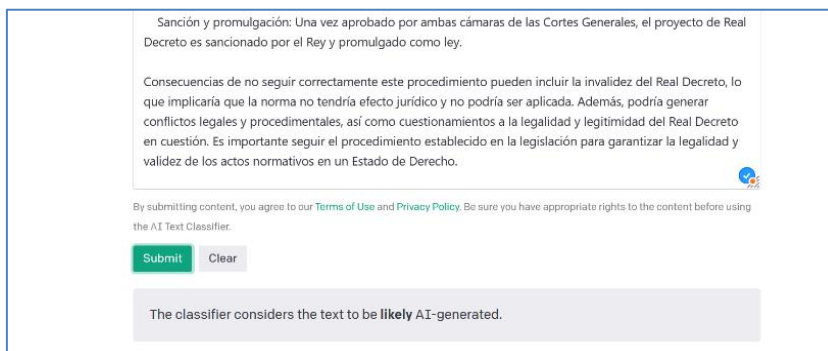 Sanción y promulgación: Una vez aprobado por ambas cámaras de las Cortes Generales, el proyecto de Real
Decreto es sancionado por el Rey y promulgado como ley.
Consecuencias de no seguir correctamente este procedimiento pueden incluir la invalidez del Real Decreto, lo
que implicaría que la norma no tendría efecto jurídico y no podría ser aplicada. Además, podría generar
conflictos legales y procedimentales, así como cuestionamientos a la legalidad y legitimidad del Real Decreto
en cuestión. Es importante seguir el procedimiento establecido en la legislación para garantizar la legalidad y
validez de los actos normativos en un Estado de Derecho.
By submitting content, you agree to our Terms of Use and Privacy Policy. Be sure you have appropriate rights to the content before using
the AI Text Classifier.
Submit Clear
The classifier considers the text to be likely AI-generated.